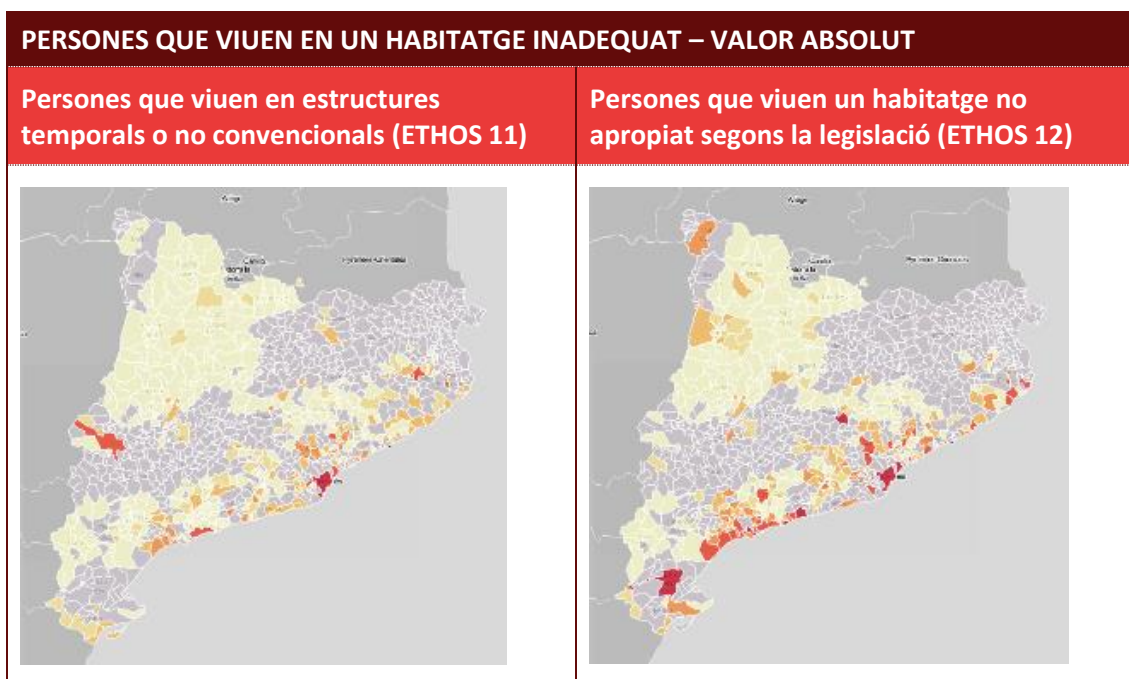 PERSONES QUE VIUEN EN UN HABITATGE INADEQUAT – VALOR ABSOLUT
Persones que viuen en estructures
temporals o no convencionals (ETHOS 11)
Persones que viuen un habitatge no
apropiat segons la legislació (ETHOS 12)